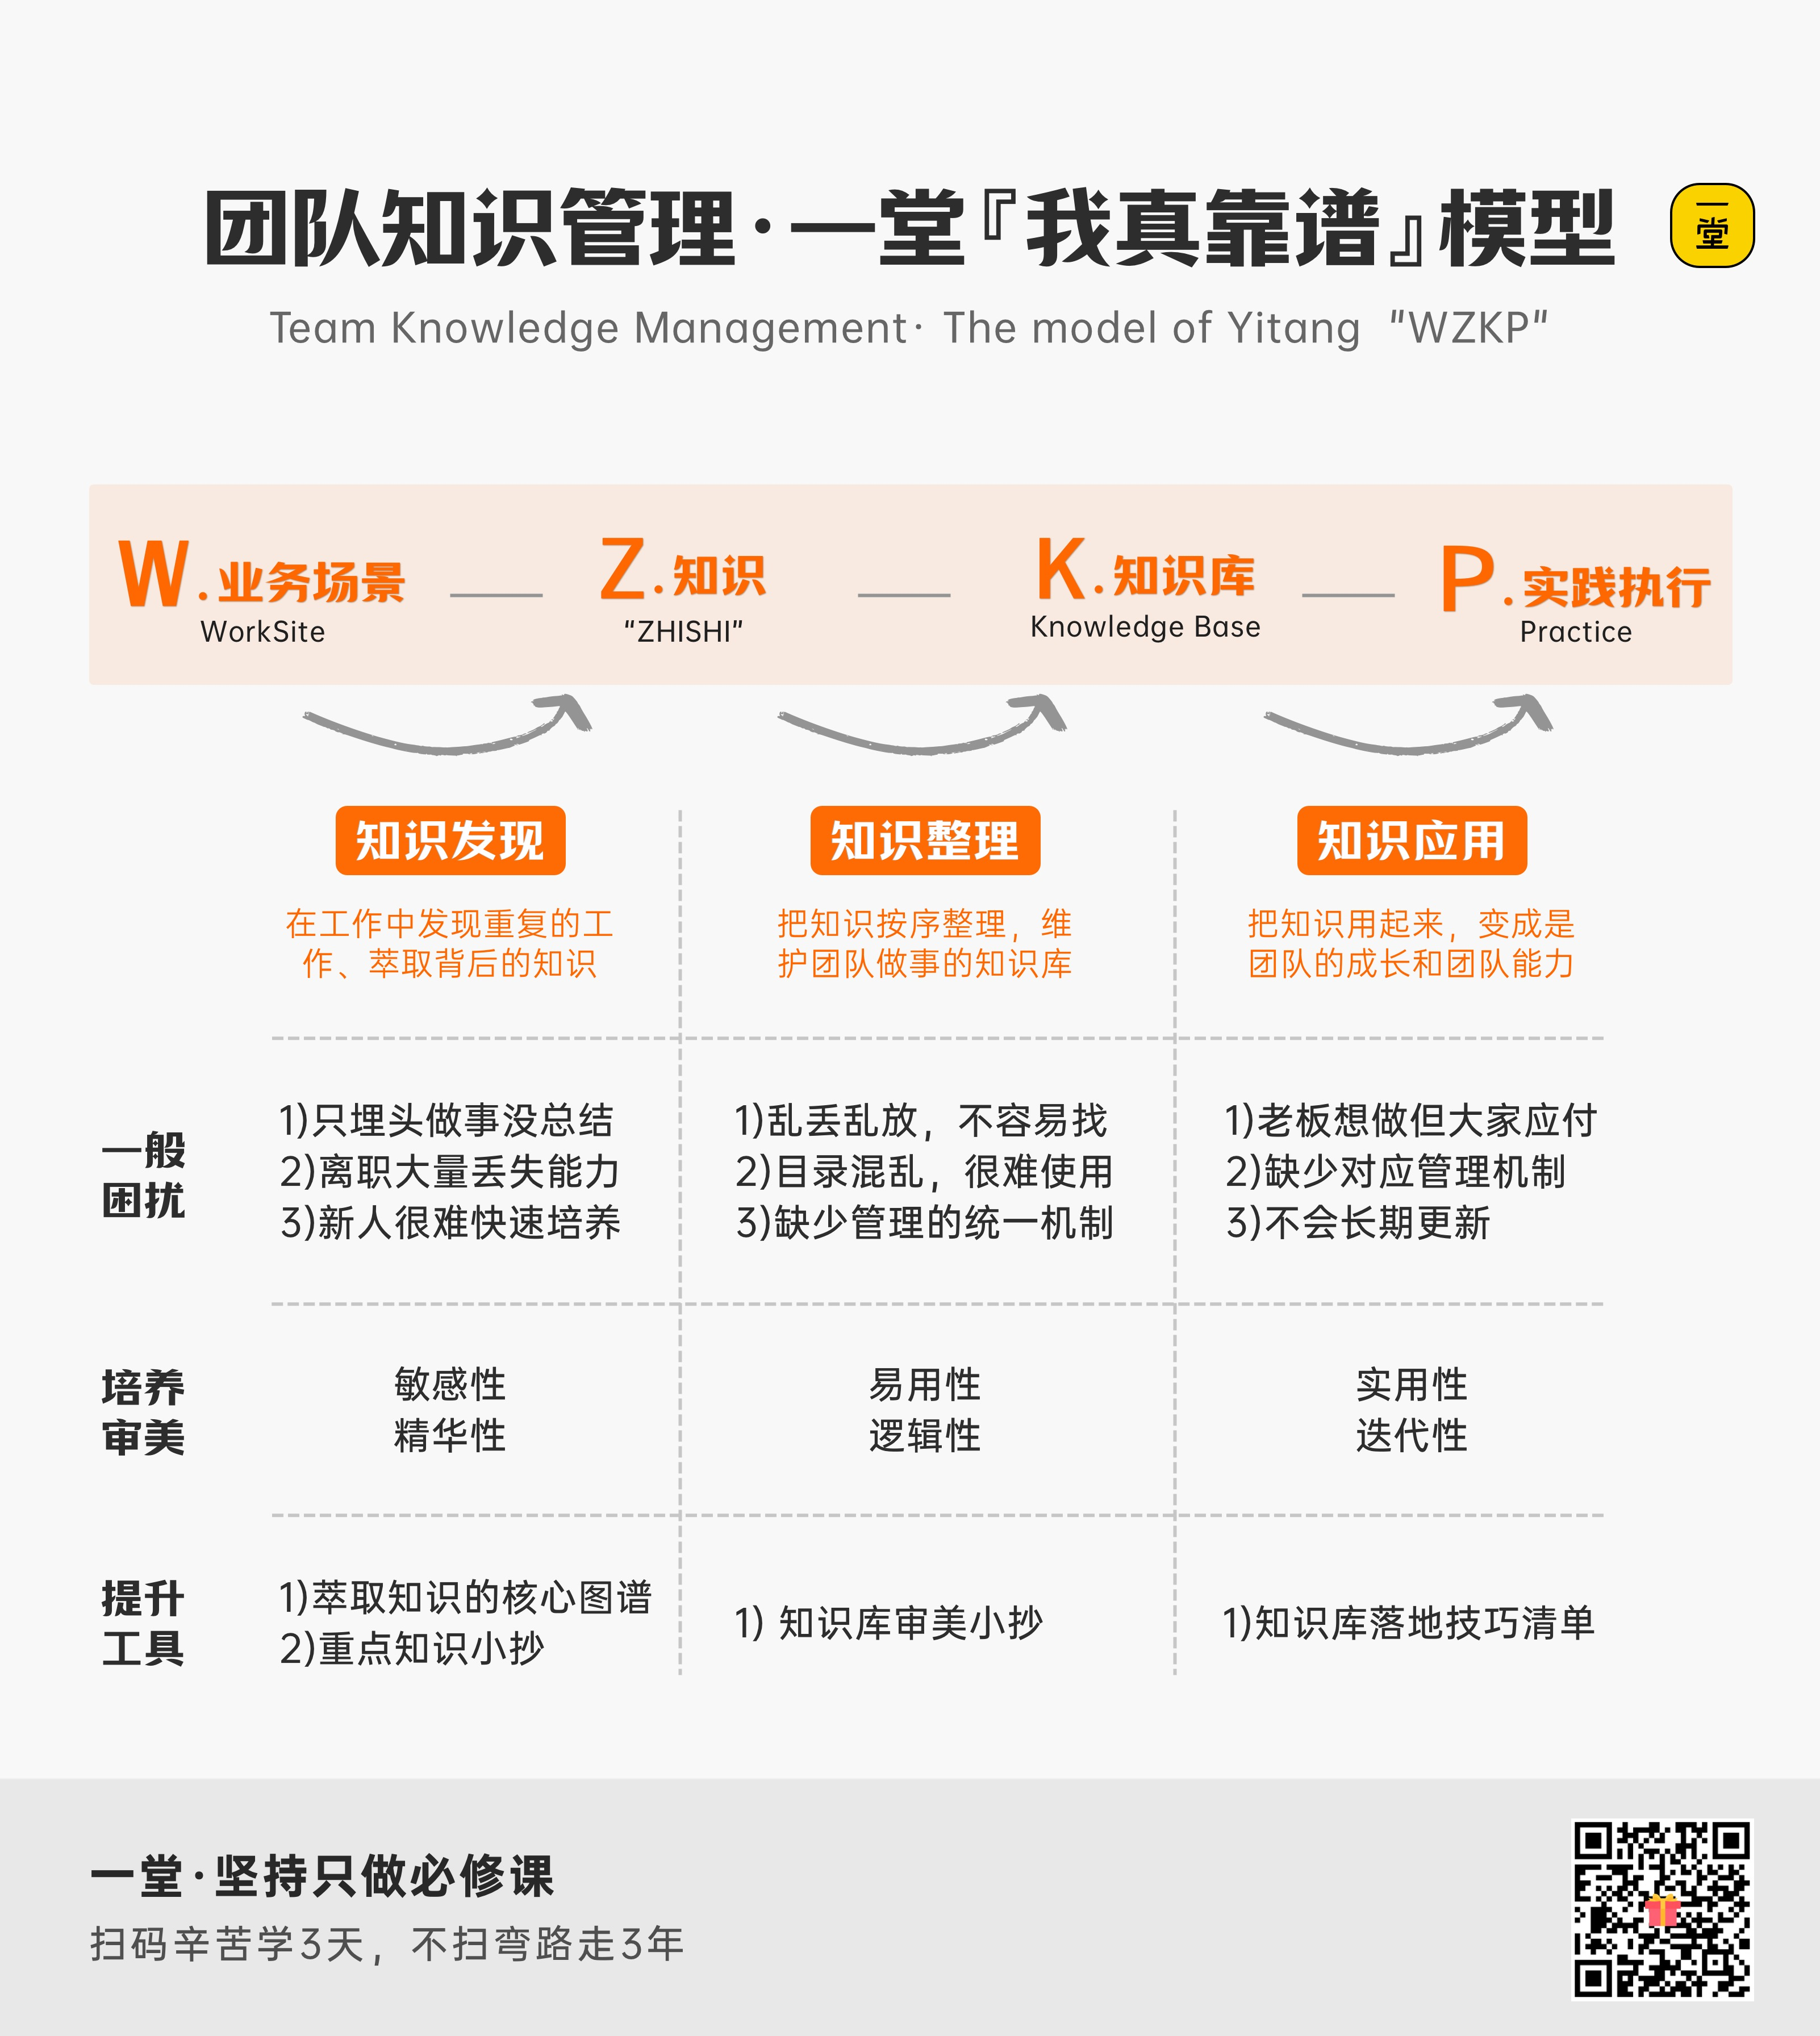 团队知识管理·一堂『我真靠谱』模型
一堂
Team Knowledge Management· The model of Yitang "WZKP"
W.业务场景
WorkSite
Z.知识
"ZHISHI"
K.知识库
Knowledge Base
P.实践执行
Practice
知识发现
在工作中发现重复的工
作、萃取背后的知识
知识整理
把知识按序整理，维
护团队做事的知识库
知识应用
把知识用起来，变成是
团队的成长和团队能力
一般
困扰
1)只埋头做事没总结
2)离职大量丢失能力
3)新人很难快速培养
1)乱丢乱放，不容易找
2)目录混乱，很难使用
3)缺少管理的统一机制
1)老板想做但大家应付
2)缺少对应管理机制
3)不会长期更新
培养
审美
敏感性
精华性
易用性
逻辑性
实用性
迭代性
提升
工具
1)萃取知识的核心图谱
2)重点知识小抄
1) 知识库审美小抄
1)知识库落地技巧清单
一堂·坚持只做必修课
扫码辛苦学3天，不扫弯路走3年